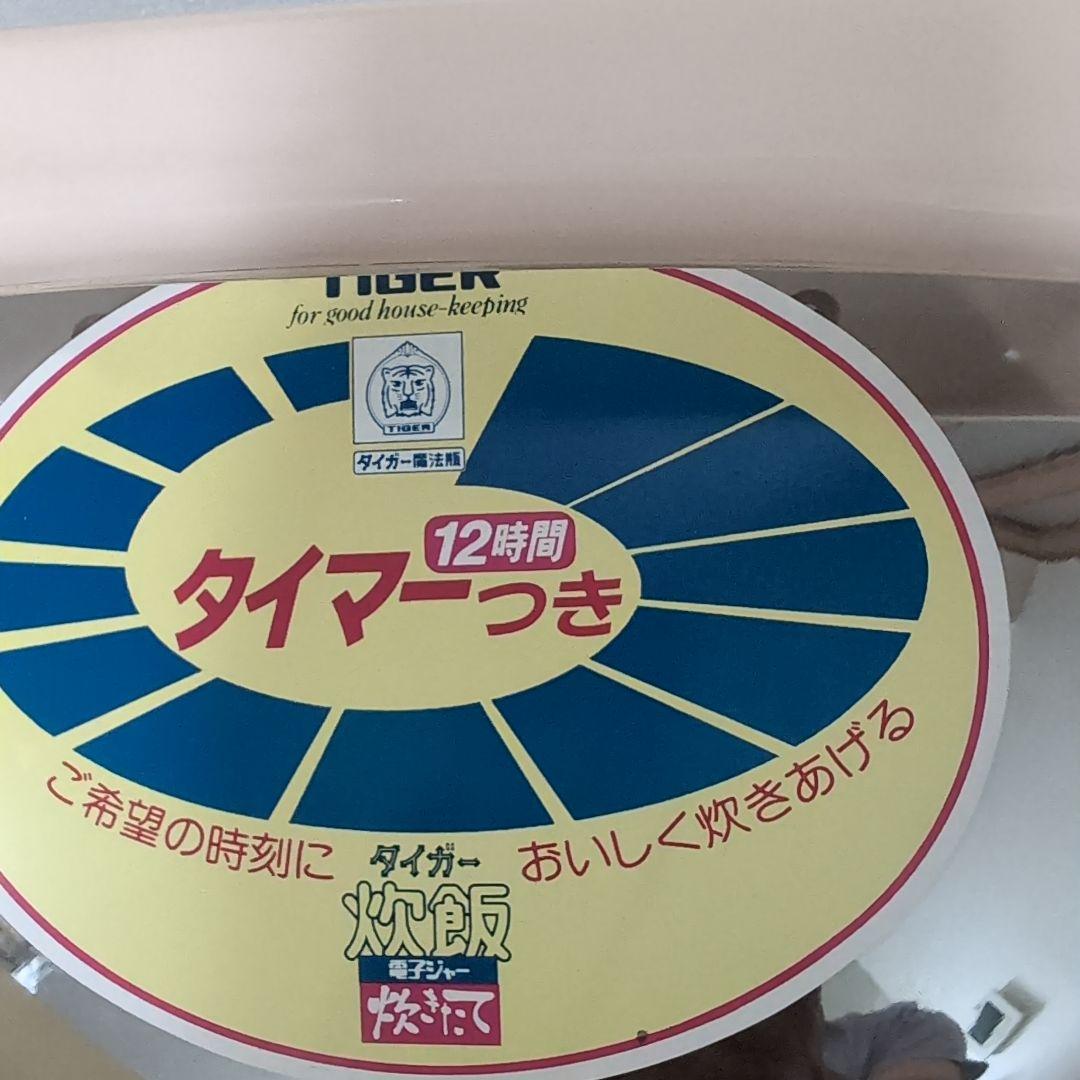 TIGER
for good house-keeping
TIGER
タイガー魔法瓶
12時間
タイマーつき
ご希望の時刻に
おいしく炊きあげる
タイガー
炊飯
電子ジャー
炊きたて